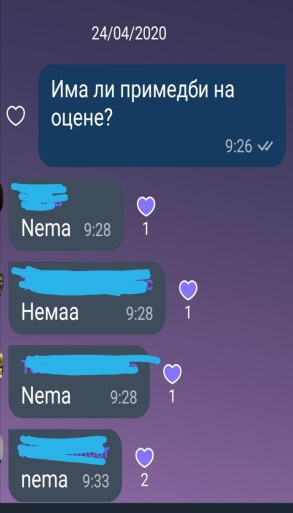 24/04/2020
Има ли примедби на
оцене?
9:26
Nema 9:28
1
Немаа 9:28
1
Nema 9:28
1
nema 9:33
2